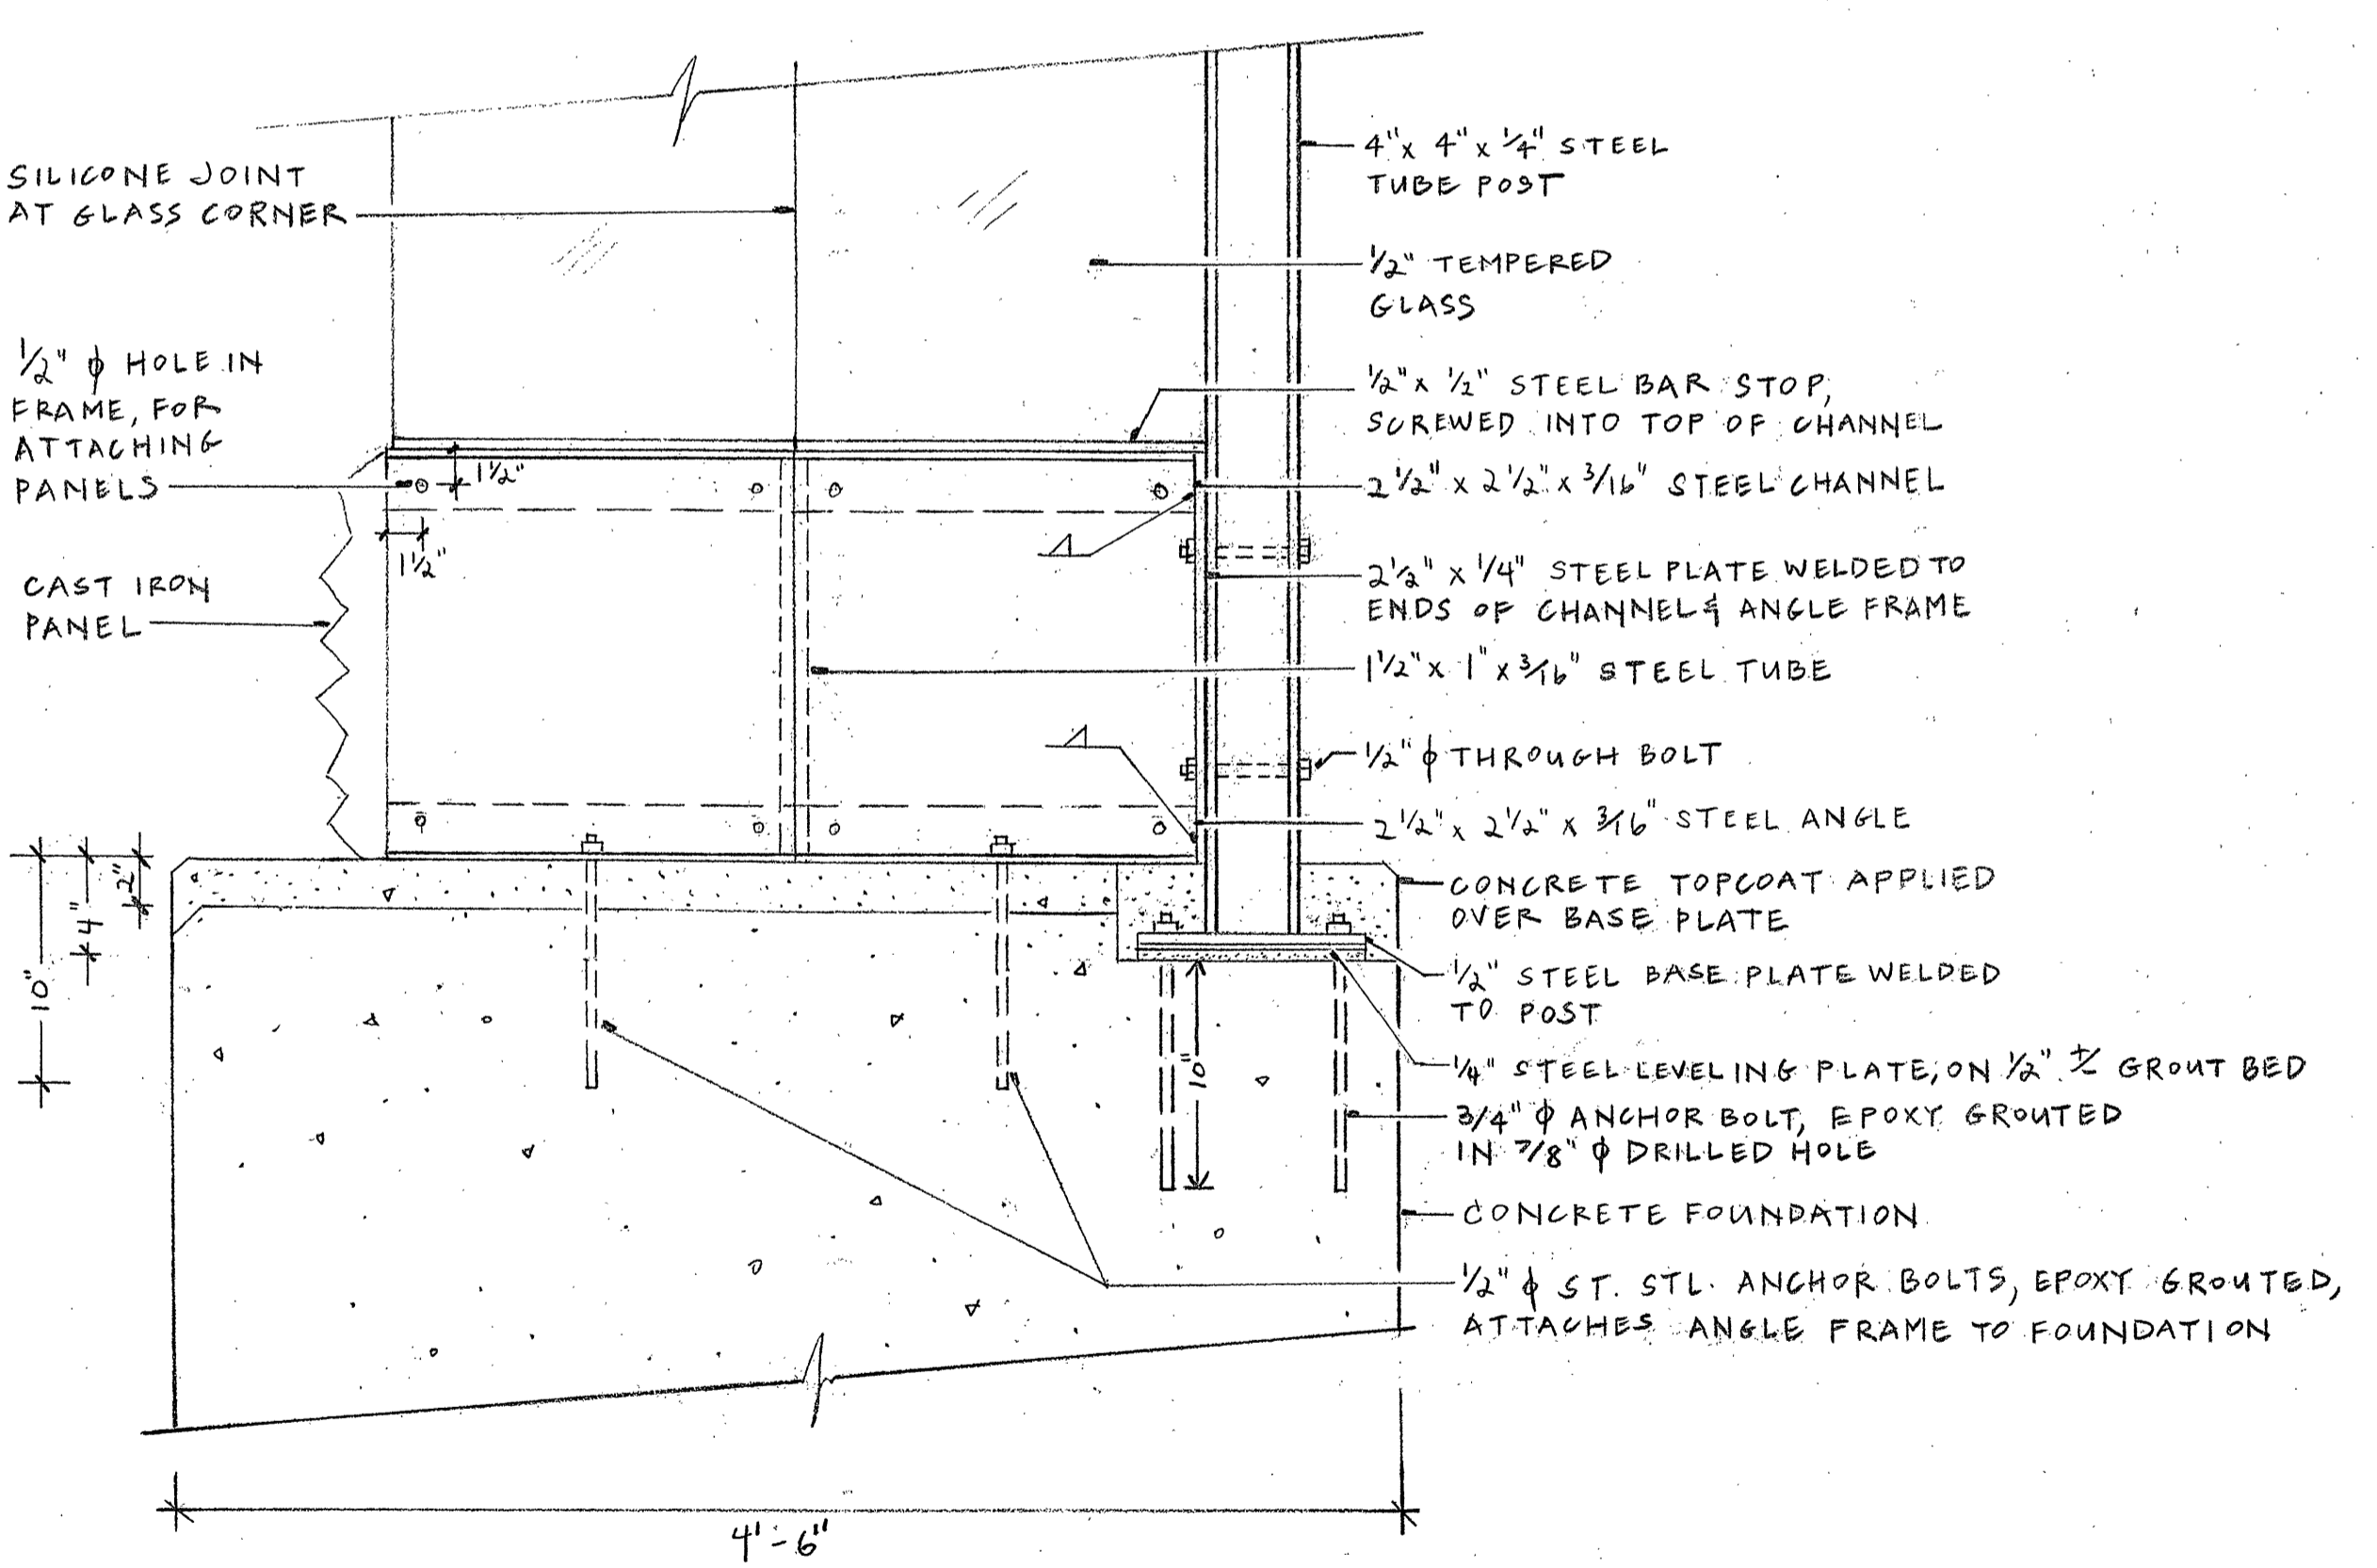 SILICONE JOINT
AT GLASS CORNER
1/2" ϕ HOLE IN
FRAME, FOR
ATTACHING
PANELS
CAST IRON
PANEL
1 1/2"
1 1/2"
10"
4"
2"
10"
4'-6"
4" x 4" x 1/4" STEEL
TUBE POST
1/2" TEMPERED
GLASS
1/2" x 1/2" STEEL BAR STOP,
SCREWED INTO TOP OF CHANNEL
2 1/2" x 2 1/2" x 3/16" STEEL CHANNEL
2 1/2" x 1/4" STEEL PLATE WELDED TO
ENDS OF CHANNEL & ANGLE FRAME
1 1/2" x 1" x 3/16" STEEL TUBE
1/2" ϕ THROUGH BOLT
2 1/2" x 2 1/2" x 3/16" STEEL ANGLE
CONCRETE TOPCOAT APPLIED
OVER BASE PLATE
1/2" STEEL BASE PLATE WELDED
TO POST
1/4" STEEL LEVELING PLATE, ON 1/2" ± GROUT BED
3/4" ϕ ANCHOR BOLT, EPOXY GROUTED
IN 7/8" ϕ DRILLED HOLE
CONCRETE FOUNDATION
1/2" ϕ ST. STL. ANCHOR BOLTS, EPOXY GROUTED,
ATTACHES ANGLE FRAME TO FOUNDATION